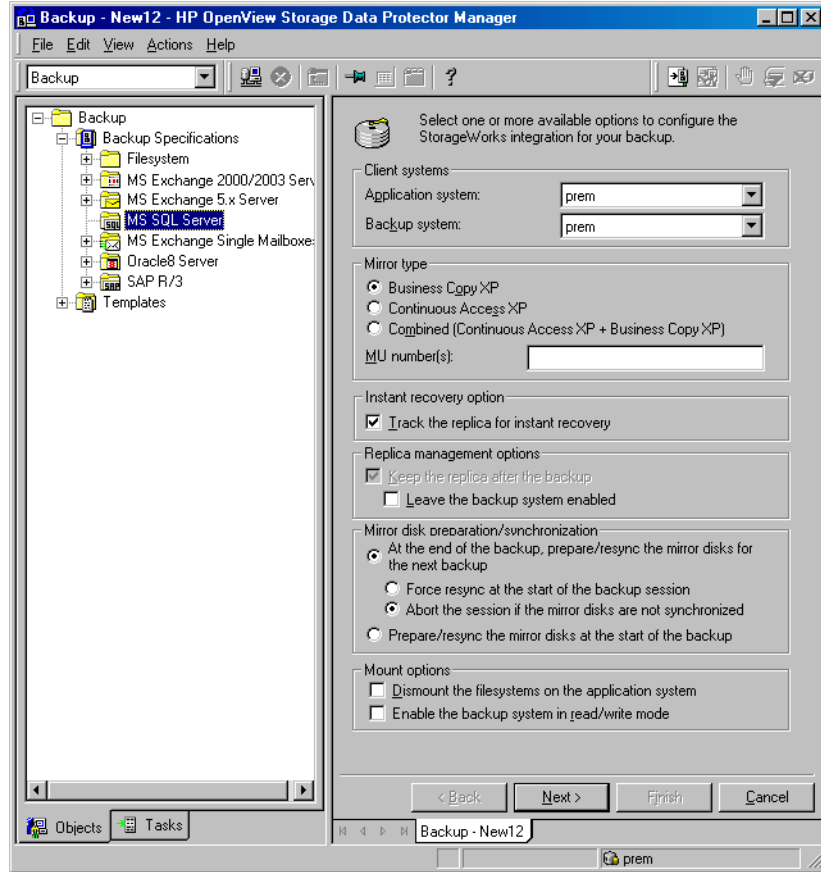 Backup - New12 - HP OpenView Storage Data Protector Manager
File Edit View Actions Help
Backup
?
Backup
Backup Specifications
Filesystem
MS Exchange 2000/2003 Serv
MS Exchange 5.x Server
MS SQL Server
MS Exchange Single Mailboxe
Oracle8 Server
SAP R/3
Templates
Objects
Tasks
Select one or more available options to configure the
StorageWorks integration for your backup.
Client systems
Application system:
prem
Backup system:
prem
Mirror type
Business Copy XP
Continuous Access XP
Combined (Continuous Access XP + Business Copy XP)
MU number(s):
Instant recovery option
Track the replica for instant recovery
Replica management options
Keep the replica after the backup
Leave the backup system enabled
Mirror disk preparation/synchronization
At the end of the backup, prepare/resync the mirror disks for
the next backup
Force resync at the start of the backup session
Abort the session if the mirror disks are not synchronized
Prepare/resync the mirror disks at the start of the backup
Mount options
Dismount the filesystems on the application system
Enable the backup system in read/write mode
< Back
Next >
Finish
Cancel
Backup - New12
prem